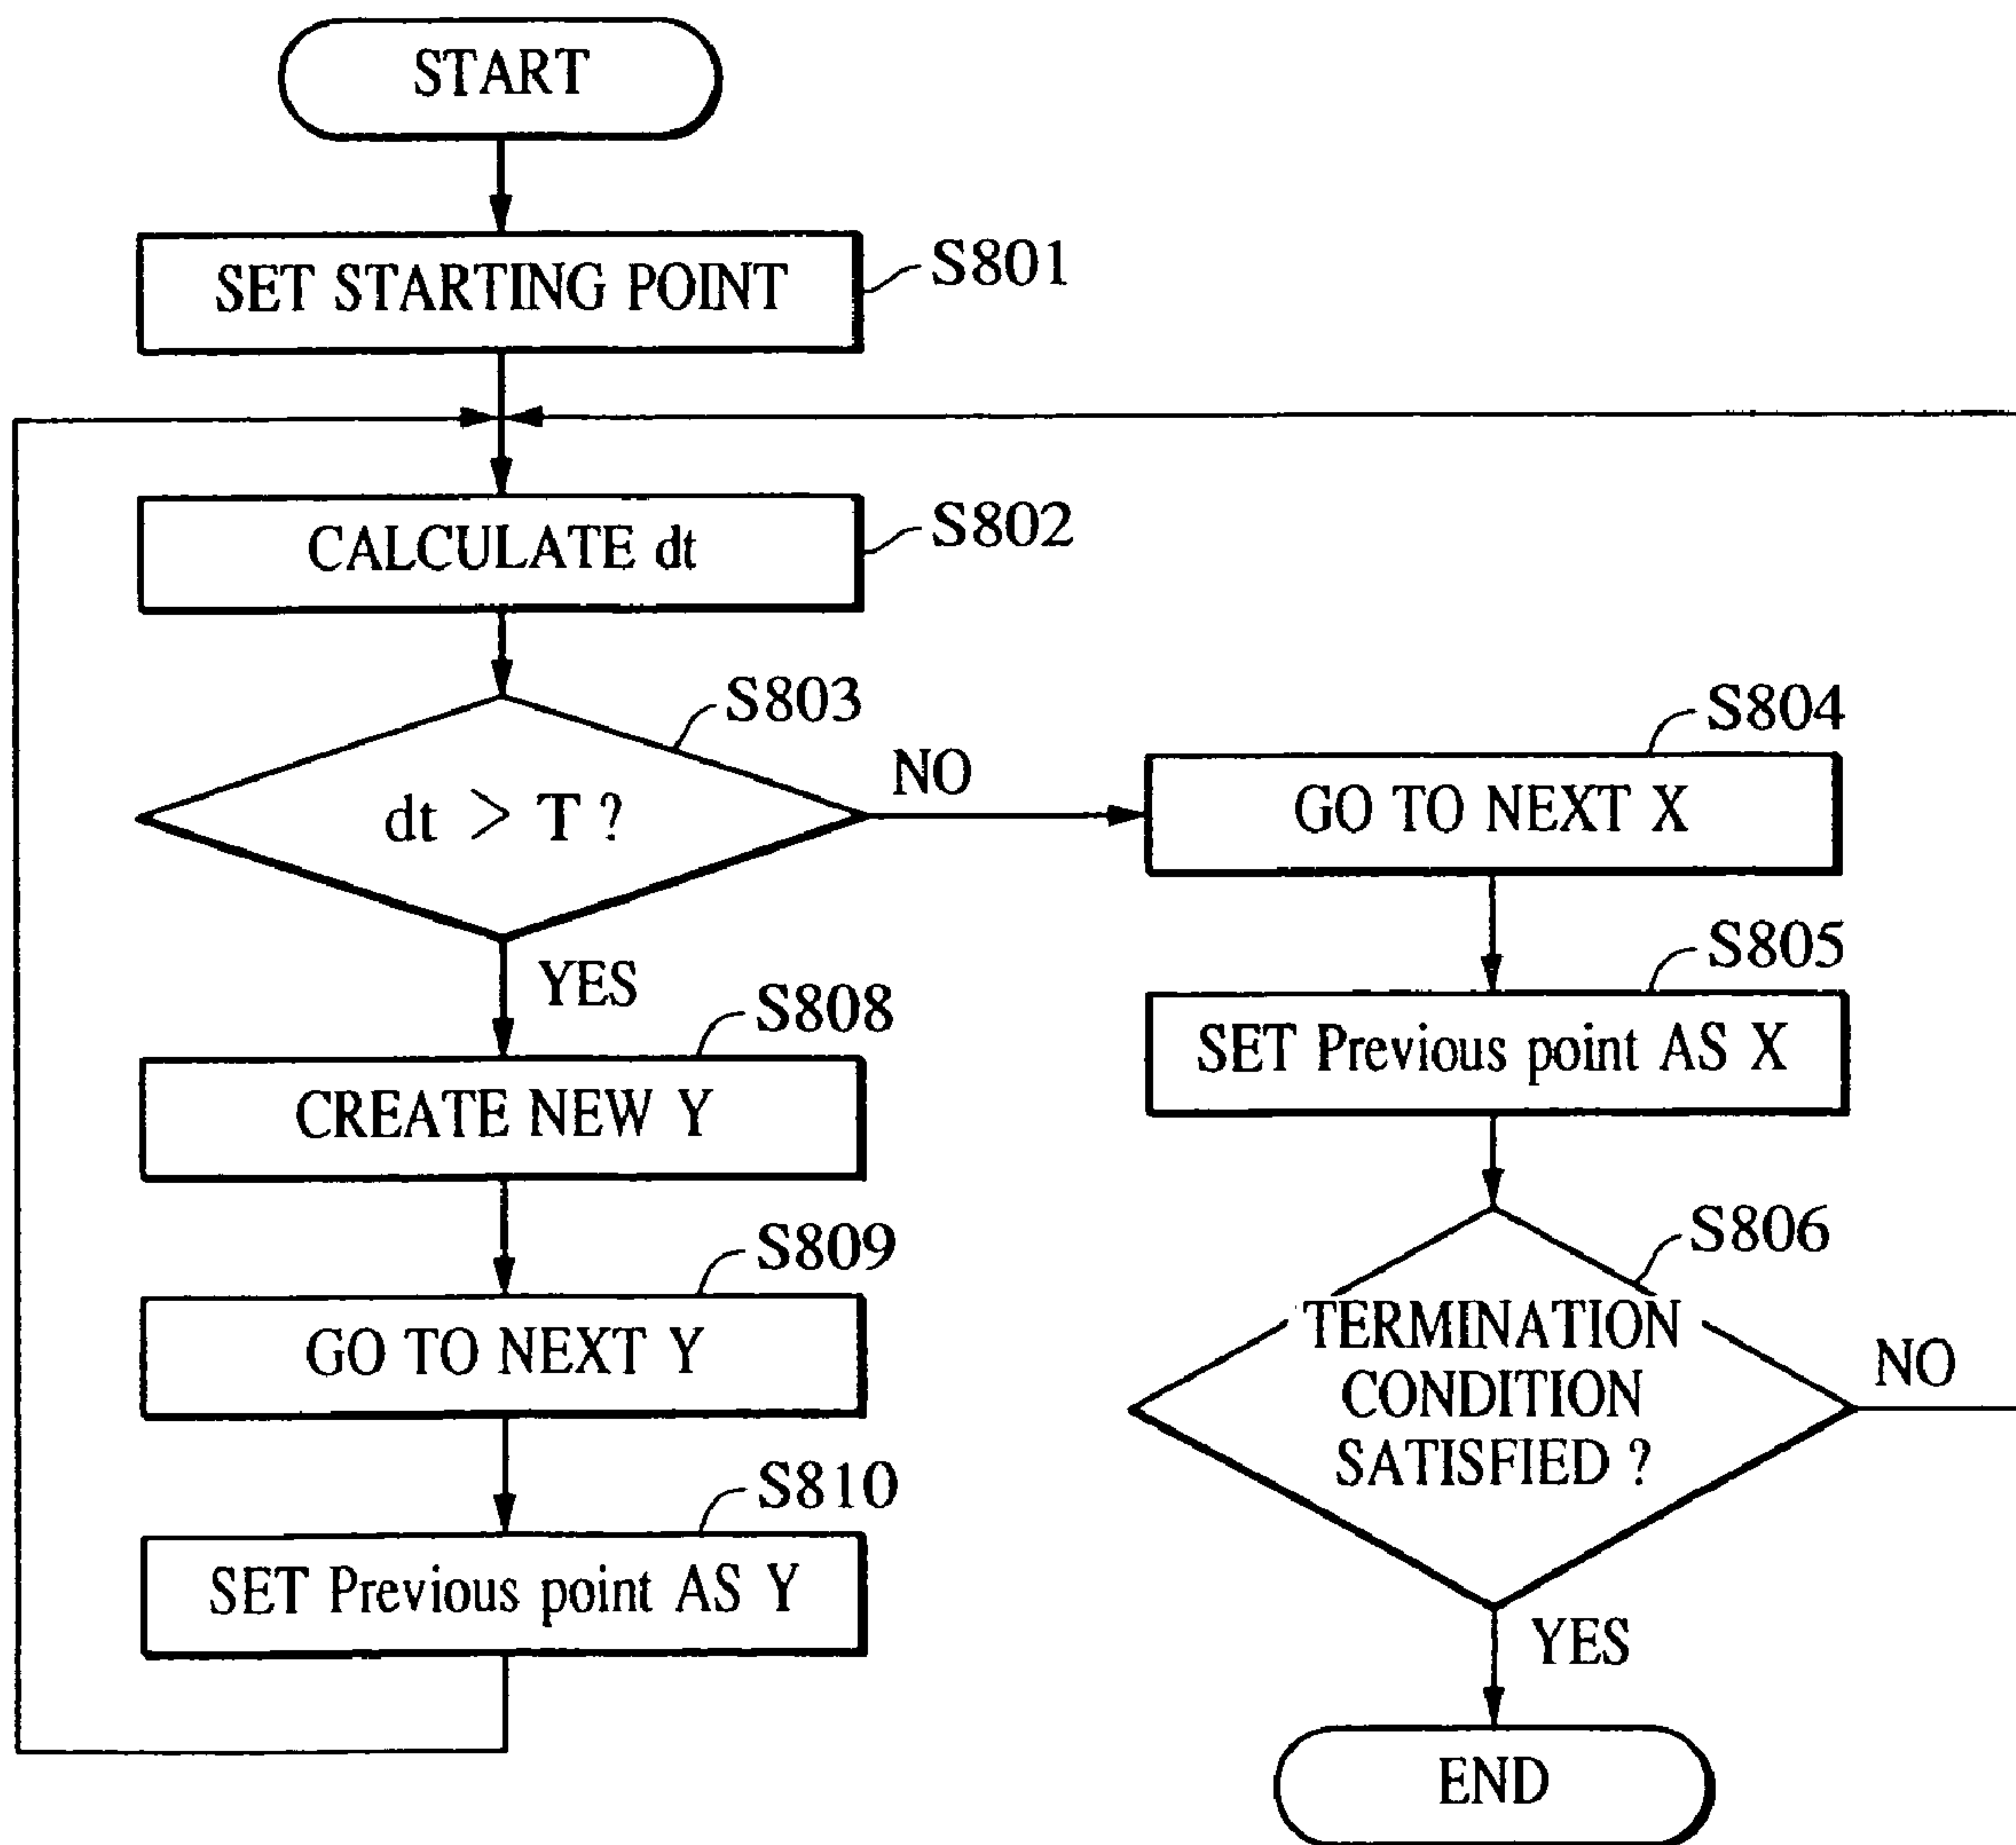 START
SET STARTING POINT
S801
CALCULATE dt
S802
dt > T ?
S803
NO
YES
GO TO NEXT X
S804
SET Previous point AS X
S805
TERMINATION
CONDITION
SATISFIED ?
S806
NO
YES
END
CREATE NEW Y
S808
GO TO NEXT Y
S809
SET Previous point AS Y
S810